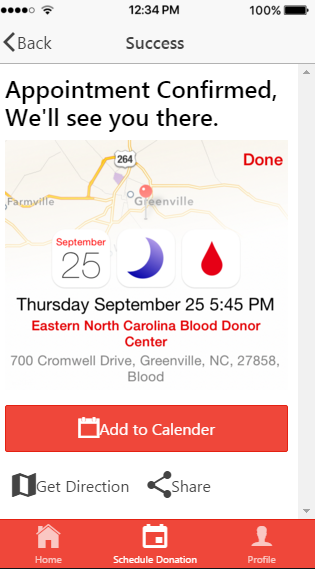 12:34 PM 100%
Back Success
Appointment Confirmed,
We'll see you there.
264
Done
Farmville
Greenville
September
25
Thursday September 25 5:45 PM
Eastern North Carolina Blood Donor
Center
700 Cromwell Drive, Greenville, NC, 27858,
Blood
Add to Calender
Get Direction Share
Home Schedule Donation Profile